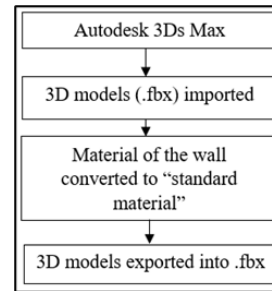 Autodesk 3Ds Max
3D models (.fbx) imported
Material of the wall
converted to “standard
material”
3D models exported into .fbx